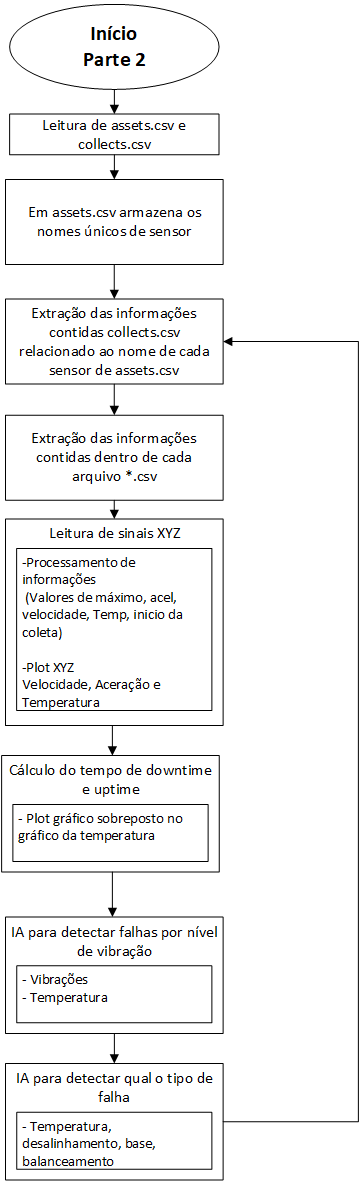 Início
Parte 2
Leitura de assets.csv e
collects.csv
Em assets.csv armazena os
nomes únicos de sensor
Extração das informações
contidas collects.csv
relacionado ao nome de cada
sensor de assets.csv
Extração das informações
contidas dentro de cada
arquivo *.csv
Leitura de sinais XYZ
-Processamento de
informações
(Valores de máximo, acel,
velocidade, Temp, inicio da
coleta)
-Plot XYZ
Velocidade, Aceração e
Temperatura
Cálculo do tempo de downtime
e uptime
- Plot gráfico sobreposto no
gráfico da temperatura
IA para detectar falhas por nível
de vibração
- Vibrações
- Temperatura
IA para detectar qual o tipo de
falha
- Temperatura,
desalinhamento, base,
balanceamento